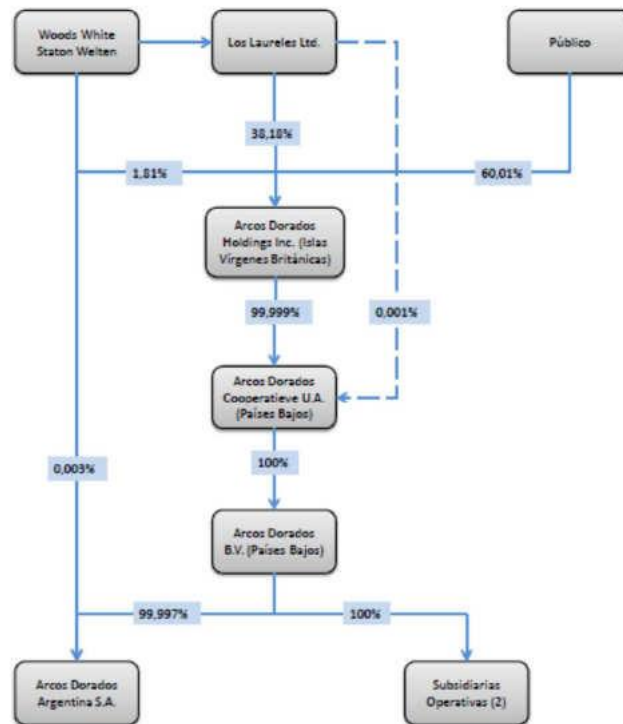 Woods White
Staton Welten
Los Laureles Ltd.
Público
38,18%
1,81%
60,01%
Arcos Dorados
Holdings Inc. (Islas
Vírgenes Británicas)
99,999%
0,001%
Arcos Dorados
Cooperatieve U.A.
(Países Bajos)
0,003%
100%
Arcos Dorados
B.V. (Países Bajos)
99,997%
100%
Arcos Dorados
Argentina S.A.
Subsidiarias
Operativas (2)